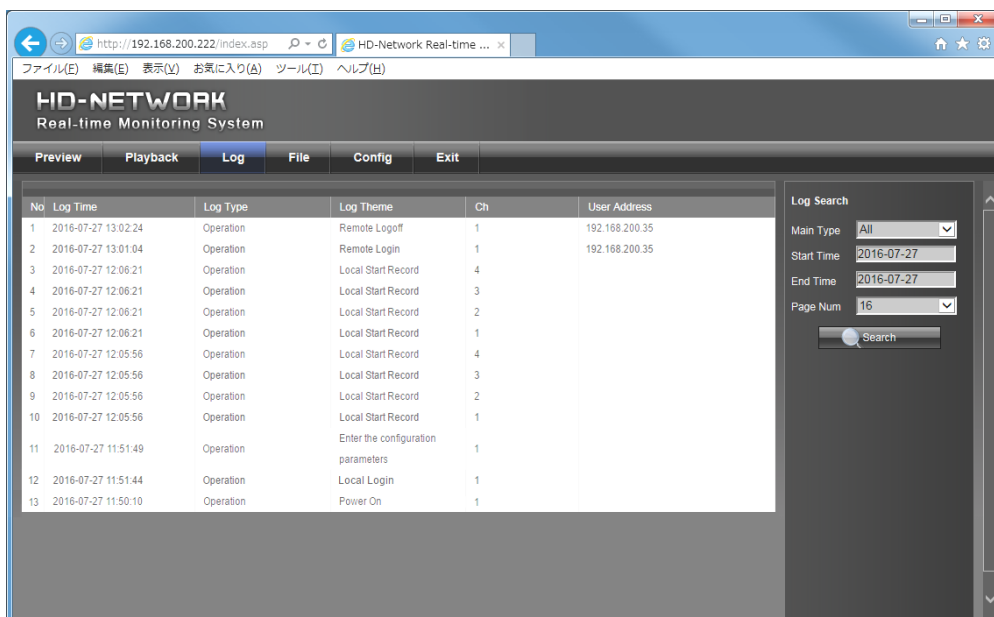 http://192.168.200.222/index.asp HD-Network Real-time ...
ファイル(F) 編集(E) 表示(V) お気に入り(A) ツール(T) ヘルプ(H)
HD-NETWORK
Real-time Monitoring System
Preview Playback Log File Config Exit
No Log Time Log Type Log Theme Ch User Address
1 2016-07-27 13:02:24 Operation Remote Logoff 1 192.168.200.35
2 2016-07-27 13:01:04 Operation Remote Login 1 192.168.200.35
3 2016-07-27 12:06:21 Operation Local Start Record 4
4 2016-07-27 12:06:21 Operation Local Start Record 3
5 2016-07-27 12:06:21 Operation Local Start Record 2
6 2016-07-27 12:06:21 Operation Local Start Record 1
7 2016-07-27 12:05:56 Operation Local Start Record 4
8 2016-07-27 12:05:56 Operation Local Start Record 3
9 2016-07-27 12:05:56 Operation Local Start Record 2
10 2016-07-27 12:05:56 Operation Local Start Record 1
11 2016-07-27 11:51:49 Operation Enter the configuration parameters 1
12 2016-07-27 11:51:44 Operation Local Login 1
13 2016-07-27 11:50:10 Operation Power On 1
Log Search
Main Type All
Start Time 2016-07-27
End Time 2016-07-27
Page Num 16
Search